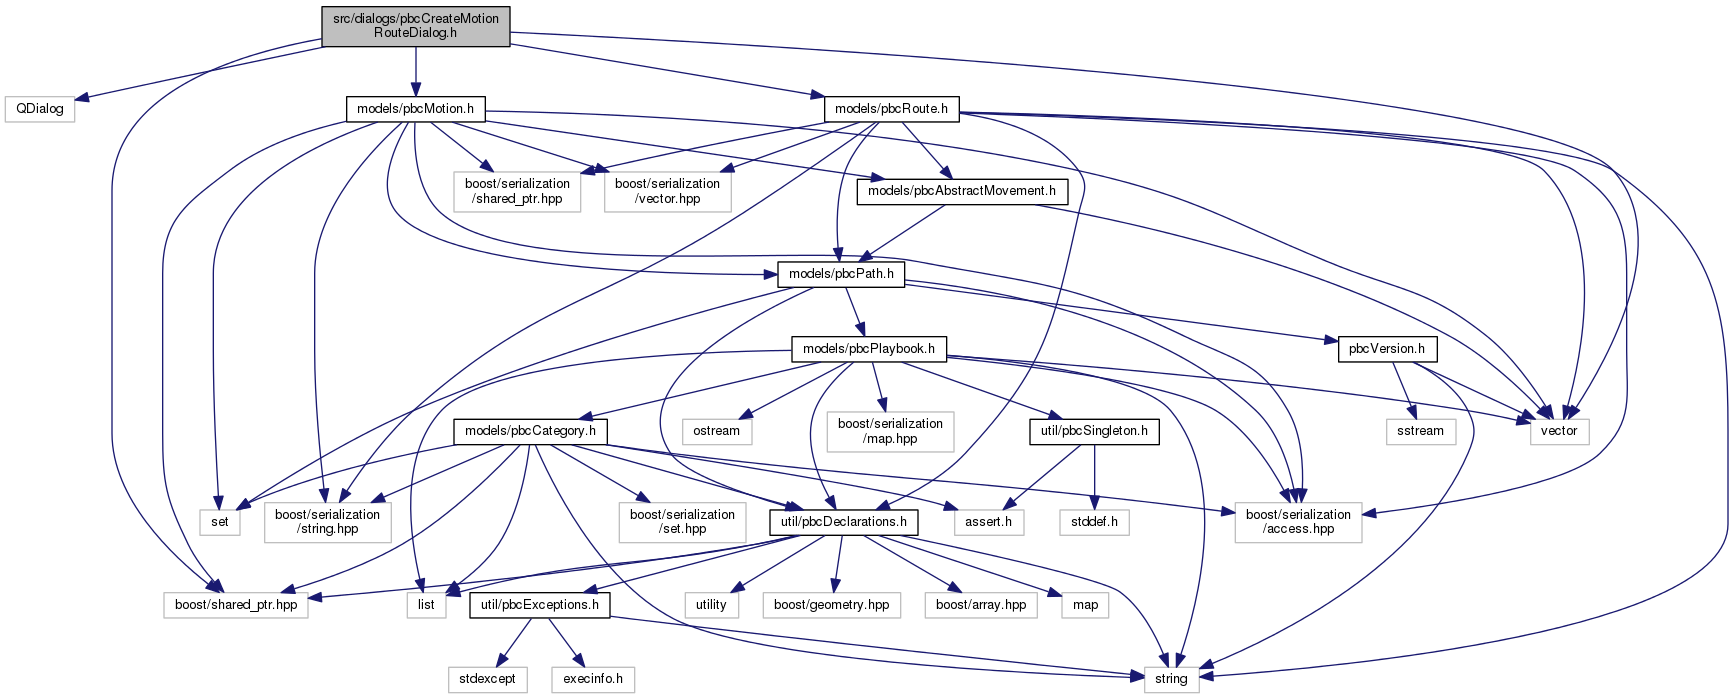 src/dialogs/pbcCreateMotion
RouteDialog.h
QDialog
models/pbcMotion.h
models/pbcRoute.h
boost/serialization
/shared_ptr.hpp
boost/serialization
/vector.hpp
models/pbcAbstractMovement.h
models/pbcPath.h
models/pbcPlaybook.h
pbcVersion.h
models/pbcCategory.h
ostream
boost/serialization
/map.hpp
util/pbcSingleton.h
sstream
vector
set
boost/serialization
/string.hpp
boost/serialization
/set.hpp
util/pbcDeclarations.h
assert.h
stddef.h
boost/serialization
/access.hpp
boost/shared_ptr.hpp
list
util/pbcExceptions.h
utility
boost/geometry.hpp
boost/array.hpp
map
stdexcept
execinfo.h
string